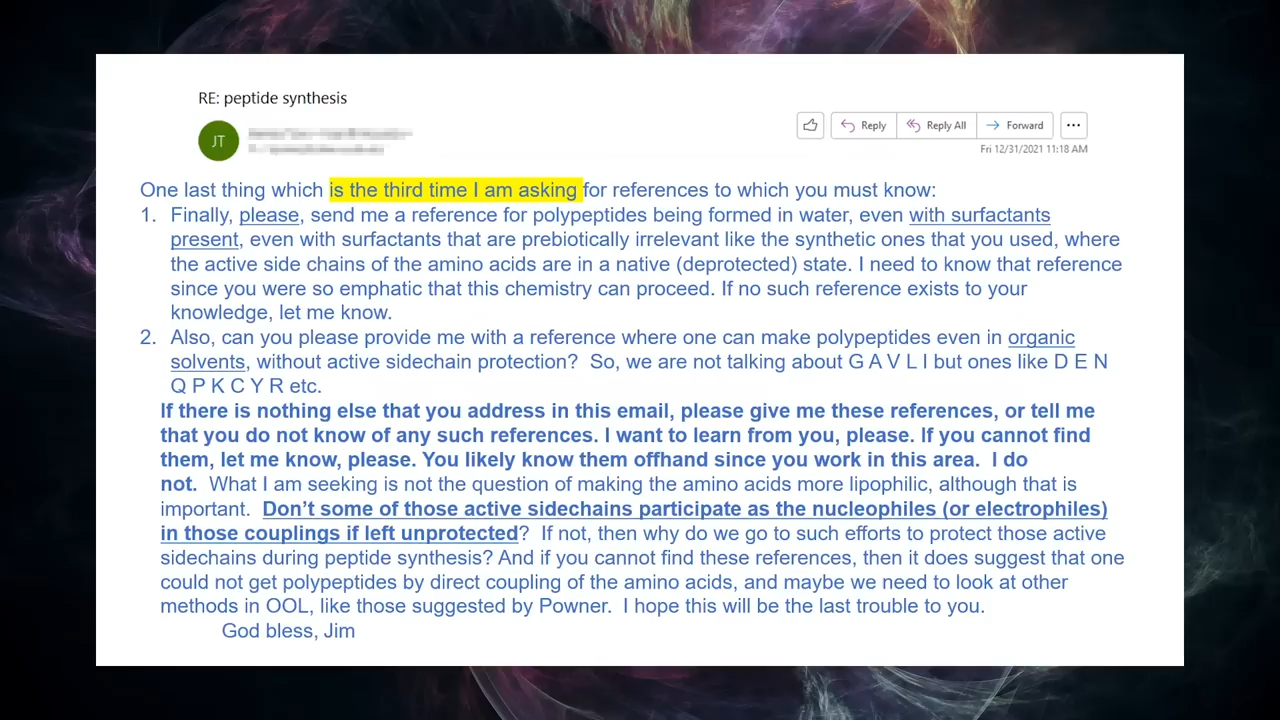 RE: peptide synthesis
JT
Reply
Reply All
Forward
Fri 12/31/2021 11:18 AM
One last thing which is the third time I am asking for references to which you must know:
1. Finally, please, send me a reference for polypeptides being formed in water, even with surfactants
present, even with surfactants that are prebiotically irrelevant like the synthetic ones that you used, where
the active side chains of the amino acids are in a native (deprotected) state. I need to know that reference
since you were so emphatic that this chemistry can proceed. If no such reference exists to your
knowledge, let me know.
2. Also, can you please provide me with a reference where one can make polypeptides even in organic
solvents, without active sidechain protection? So, we are not talking about G A V L I but ones like D E N
Q P K C Y R etc.
If there is nothing else that you address in this email, please give me these references, or tell me
that you do not know of any such references. I want to learn from you, please. If you cannot find
them, let me know, please. You likely know them offhand since you work in this area. I do
not. What I am seeking is not the question of making the amino acids more lipophilic, although that is
important. Don’t some of those active sidechains participate as the nucleophiles (or electrophiles)
in those couplings if left unprotected? If not, then why do we go to such efforts to protect those active
sidechains during peptide synthesis? And if you cannot find these references, then it does suggest that one
could not get polypeptides by direct coupling of the amino acids, and maybe we need to look at other
methods in OOL, like those suggested by Powner. I hope this will be the last trouble to you.
God bless, Jim